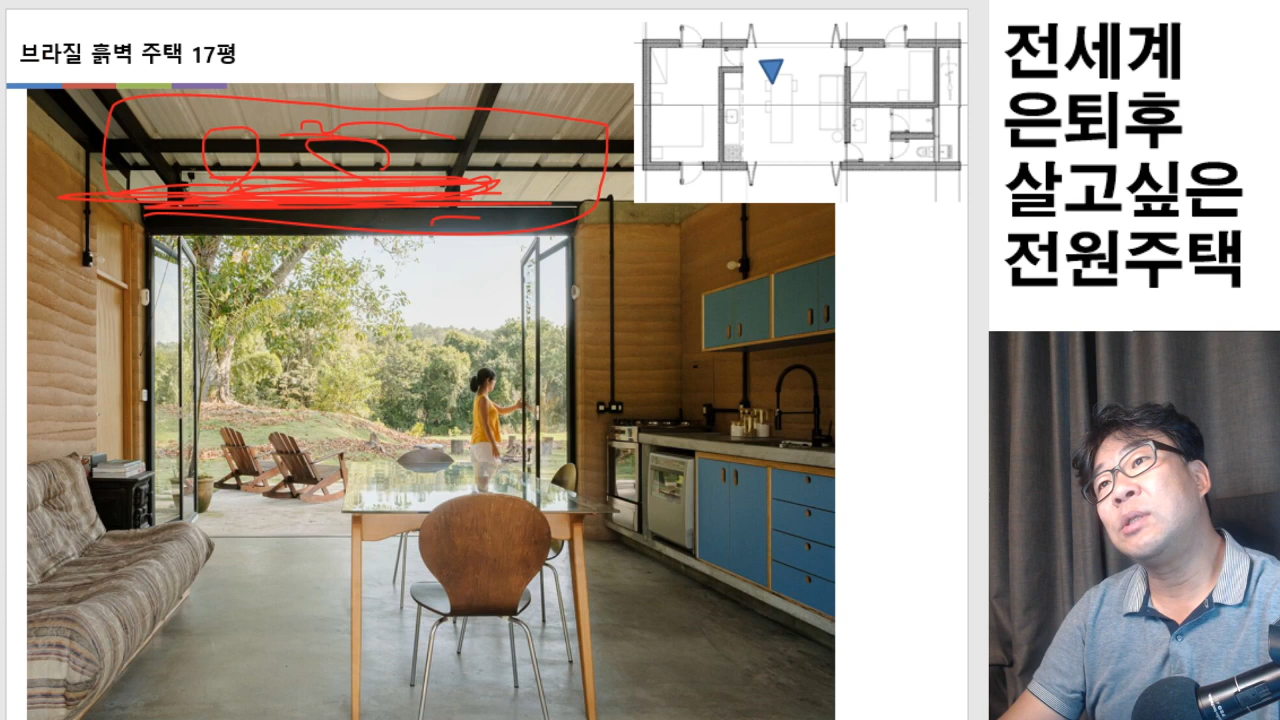 브라질 흙벽 주택 17평
전세계
은퇴후
살고싶은
전원주택